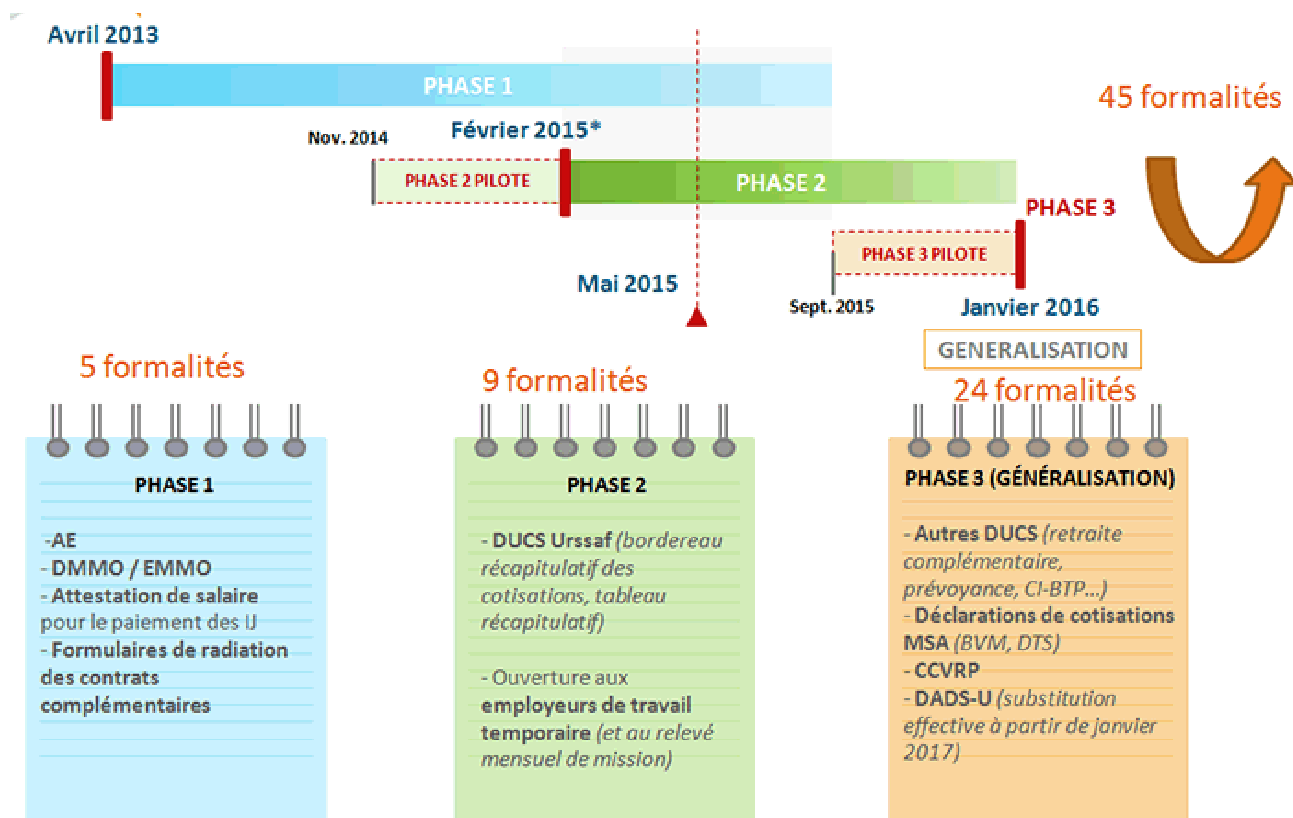 Avril 2013
PHASE 1
45 formalités
Nov. 2014
Février 2015*
PHASE 2 PILOTE
PHASE 2
PHASE 3
PHASE 3 PILOTE
Mai 2015
Sept. 2015
Janvier 2016
GENERALISATION
5 formalités
9 formalités
24 formalités
PHASE 1
-AE
- DMMO / EMMO
- Attestation de salaire
pour le paiement des IJ
- Formulaires de radiation
des contrats
complémentaires
PHASE 2
- DUCS Urssaf (bordereau
récapitulatif des
cotisations, tableau
récapitulatif)
- Ouverture aux
employeurs de travail
temporaire (et au relevé
mensuel de mission)
PHASE 3 (GÉNÉRALISATION)
- Autres DUCS (retraite
complémentaire,
prévoyance, CI-BTP...)
- Déclarations de cotisations
MSA (BVM, DTS)
- CCVRP
- DADS-U (substitution
effective à partir de janvier
2017)